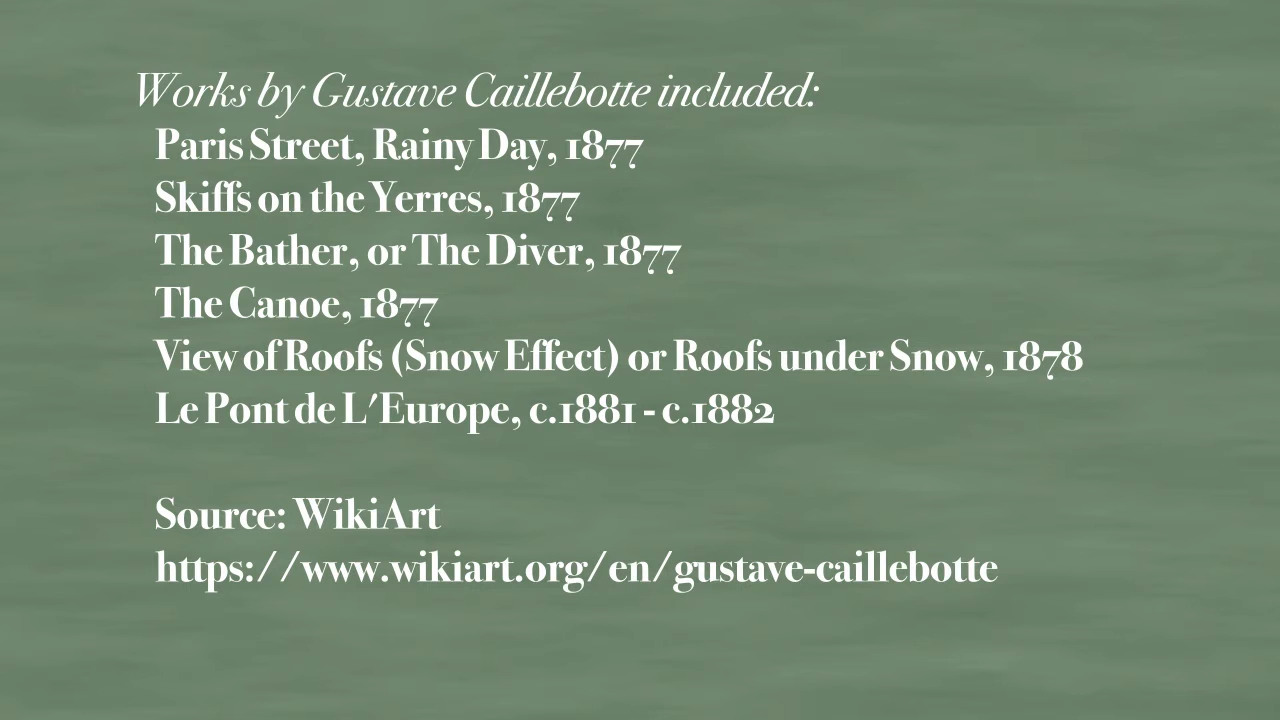 Works by Gustave Caillebotte included:
Paris Street, Rainy Day, 1877
Skiffs on the Yerres, 1877
The Bather, or The Diver, 1877
The Canoe, 1877
View of Roofs (Snow Effect) or Roofs under Snow, 1878
Le Pont de L'Europe, c.1881 - c.1882
Source: WikiArt
https://www.wikiart.org/en/gustave-caillebotte